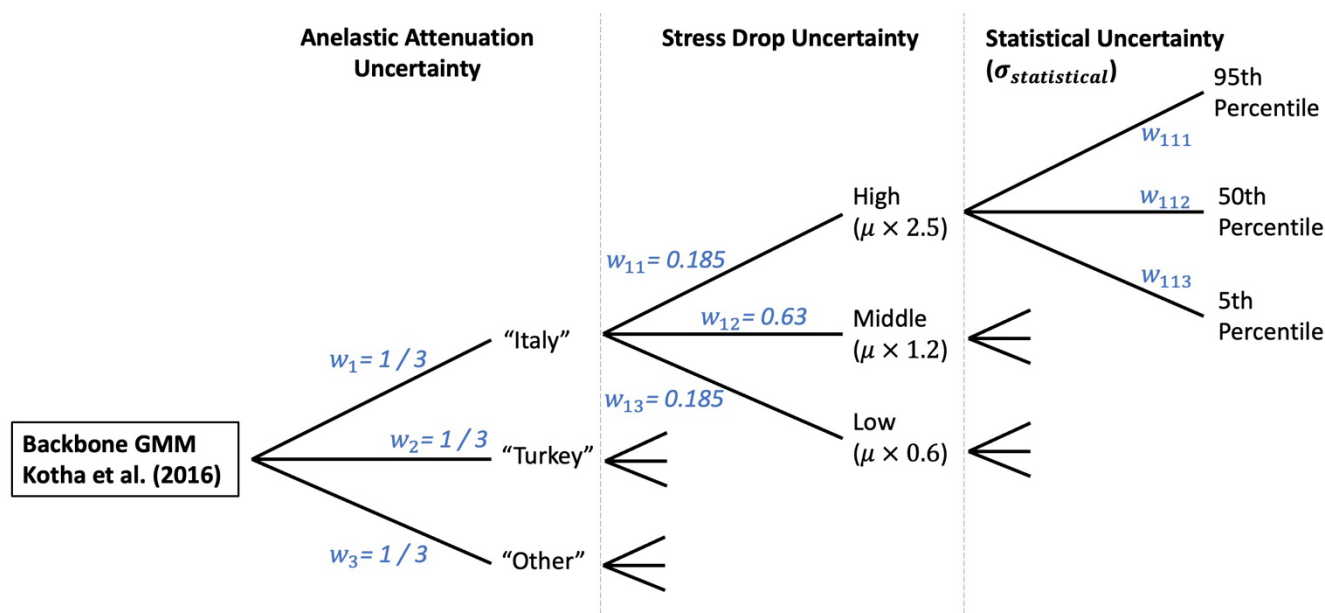 Anelastic Attenuation
Uncertainty
Stress Drop Uncertainty
Statistical Uncertainty
(σ_statistical)
95th
Percentile
w₁₁₁
w₁₁₂
50th
Percentile
w₁₁₃
5th
Percentile
High
(μ × 2.5)
w₁₁= 0.185
w₁₂= 0.63
Middle
(μ × 1.2)
w₁₃= 0.185
Low
(μ × 0.6)
"Italy"
w₁= 1 / 3
w₂= 1 / 3
"Turkey"
w₃= 1 / 3
"Other"
Backbone GMM
Kotha et al. (2016)